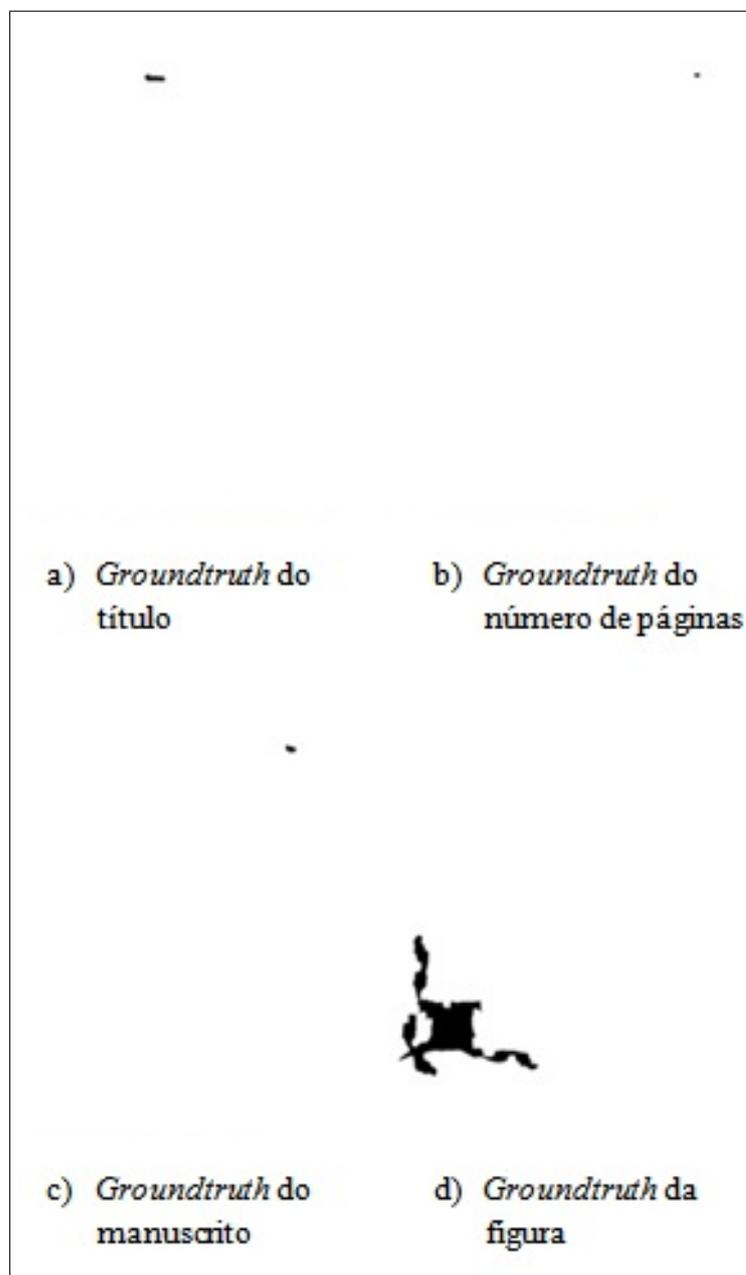 a) Groundtruth do
título
b) Groundtruth do
número de páginas
c) Groundtruth do
manuscrito
d) Groundtruth da
figura